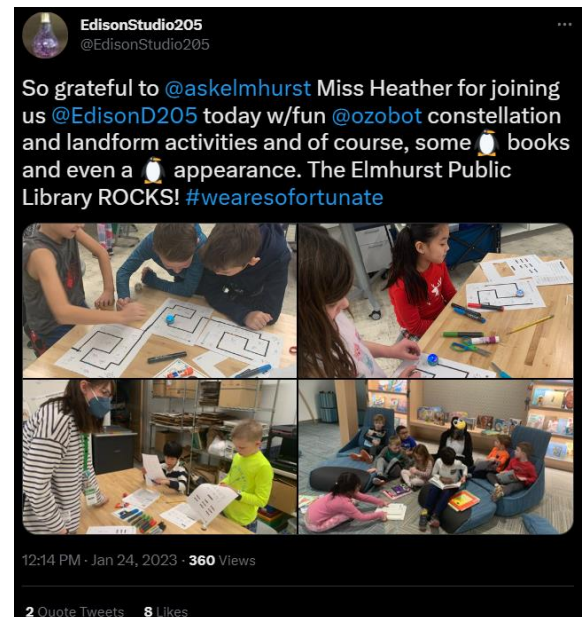 EdisonStudio205
@EdisonStudio205
So grateful to @askelmhurst Miss Heather for joining
us @EdisonD205 today w/fun @ozobot constellation
and landform activities and of course, some🐧 books
and even a 🐧 appearance. The Elmhurst Public
Library ROCKS! #wearesofortunate
12:14 PM · Jan 24, 2023 · 360 Views
2 Quote Tweets 8 Likes